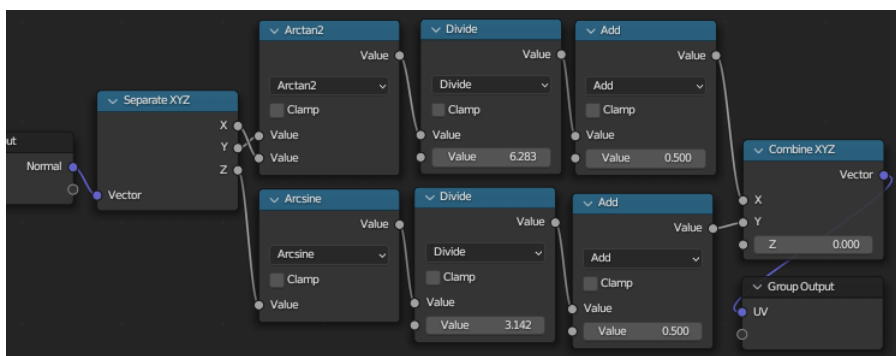 ut
Normal
Separate XYZ
X
Y
Z
Vector
Arctan2
Value
Arctan2
Clamp
Value
Value
Divide
Value
Divide
Clamp
Value
Value 6.283
Add
Value
Add
Clamp
Value
Value 0.500
Arcsine
Value
Arcsine
Clamp
Value
Divide
Value
Divide
Clamp
Value
Value 3.142
Add
Value
Add
Clamp
Value
Value 0.500
Combine XYZ
Vector
X
Y
Z 0.000
Group Output
UV